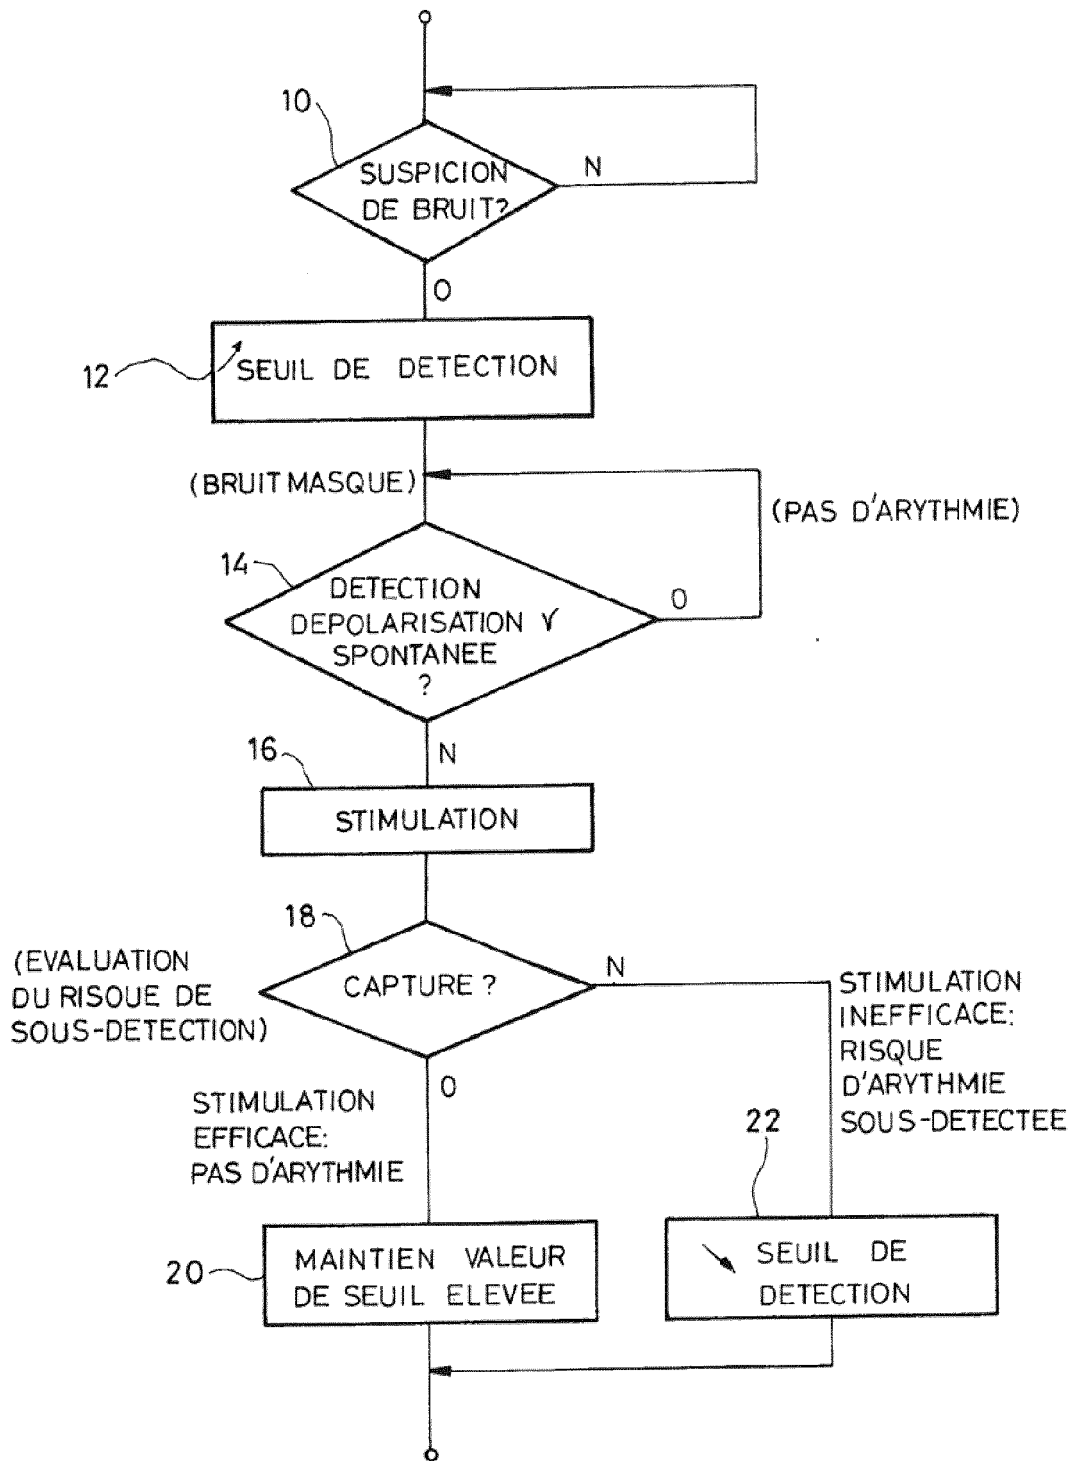 10
SUSPICION
DE BRUIT?
N
O
12
SEUIL DE DETECTION
(BRUIT MASQUE)
(PAS D'ARYTHMIE)
14
DETECTION
DEPOLARISATION V
SPONTANEE
?
O
N
16
STIMULATION
18
CAPTURE ?
N
(EVALUATION
DU RISQUE DE
SOUS-DETECTION)
STIMULATION
INEFFICACE:
RISQUE
D'ARYTHMIE
SOUS-DETECTEE
O
STIMULATION
EFFICACE:
PAS D'ARYTHMIE
22
20
MAINTIEN VALEUR
DE SEUIL ELEVEE
SEUIL DE
DETECTION